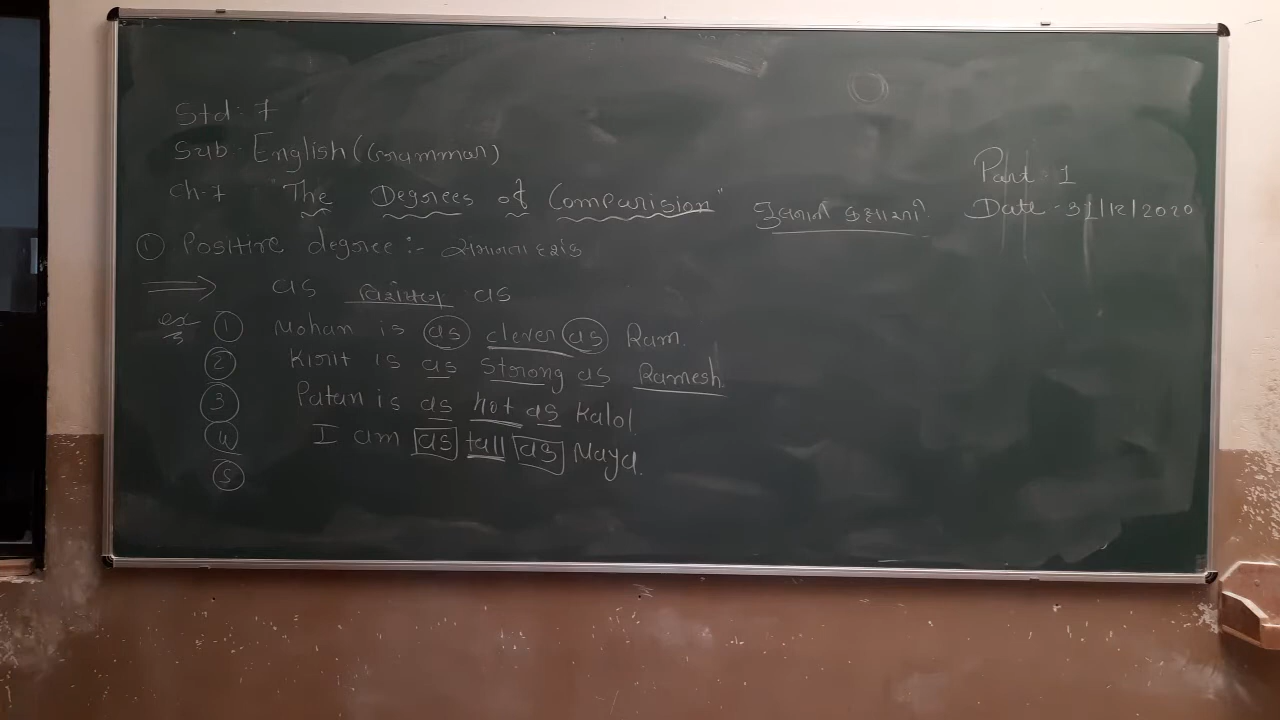 Std : 7
Sub - English (Grammar)
Part - 1
Ch-7 "The Degrees of Comparision" તુલનાની કક્ષાઓ
Date - 31/12/2020
① Positive degree :- સમાનતા દર્શક
⇒ as વિશેષણ as
ex ① Mohan is as clever as Ram.
② Kirit is as Strong as Ramesh.
③ Patan is as hot as Kalol.
④ I am as tall as Maya.
⑤